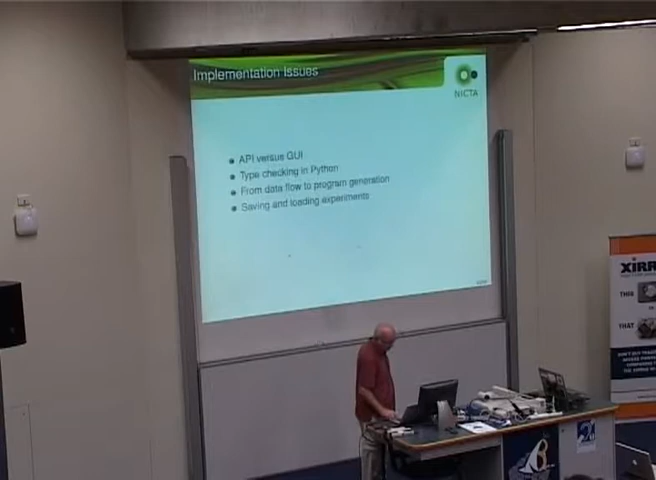 Implementation Issues
NICTA
API versus GUI
Type checking in Python
From data flow to program generation
Saving and loading experiments
XIRR
THIS
THAT